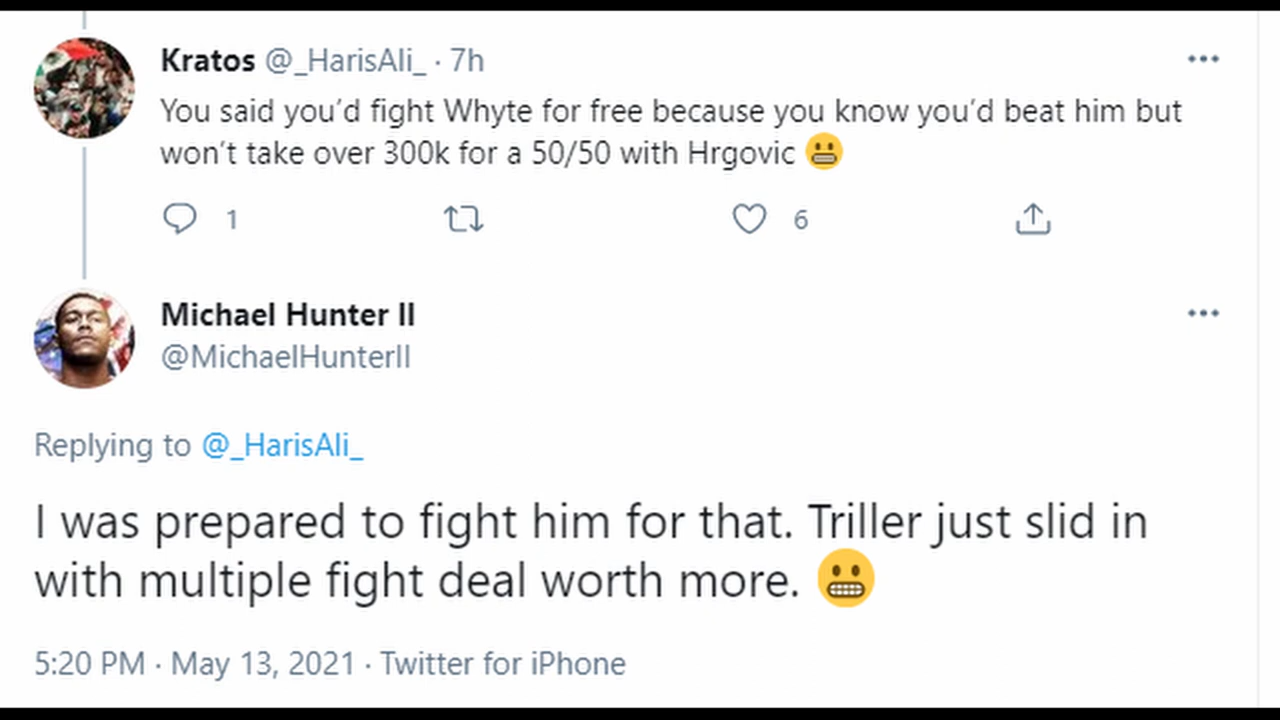 Kratos @_HarisAli_ · 7h
You said you'd fight Whyte for free because you know you'd beat him but
won't take over 300k for a 50/50 with Hrgovic 😬
1 6
Michael Hunter II
@MichaelHunterII
Replying to @_HarisAli_
I was prepared to fight him for that. Triller just slid in
with multiple fight deal worth more. 😬
5:20 PM · May 13, 2021 · Twitter for iPhone